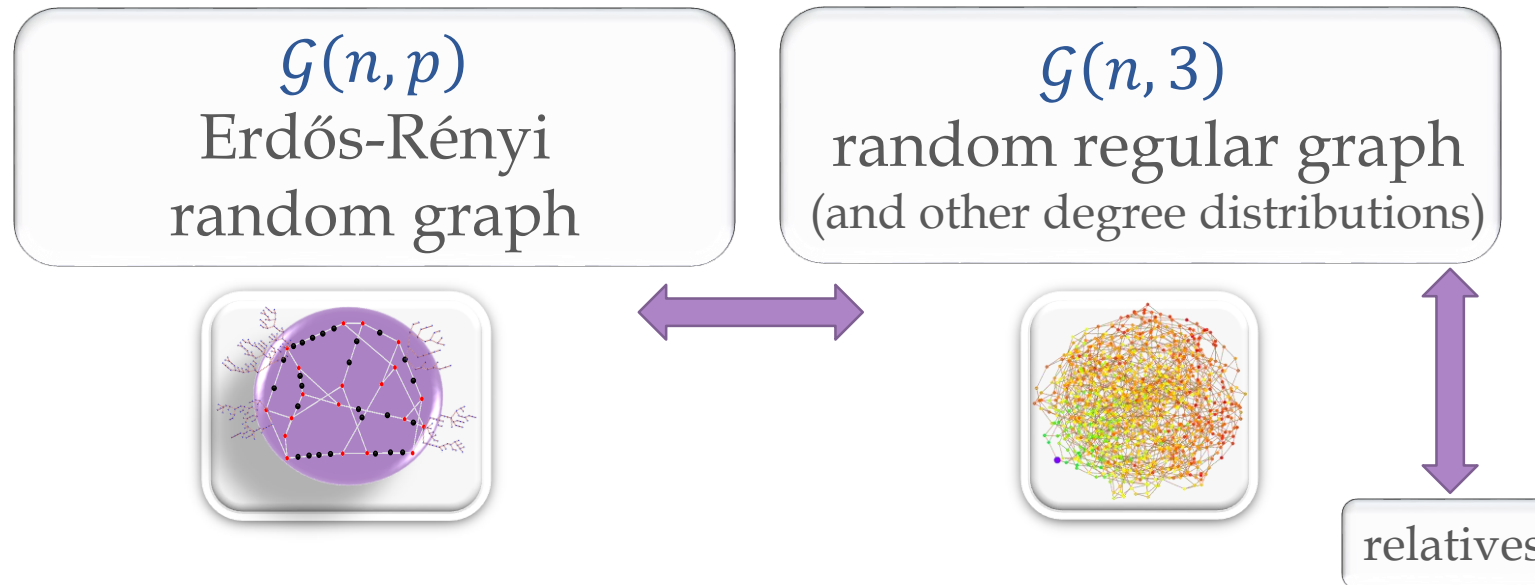 𝒢(n, p)
Erdős-Rényi
random graph
𝒢(n, 3)
random regular graph
(and other degree distributions)
relatives